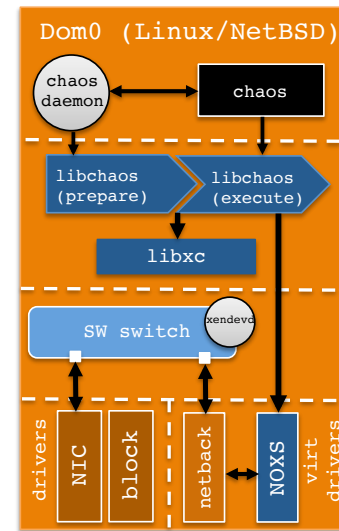 Dom0 (Linux/NetBSD)
chaos
daemon
chaos
libchaos
(prepare)
libchaos
(execute)
libxc
SW switch
xendevd
drivers
NIC
block
netback
NOXS
virt
drivers